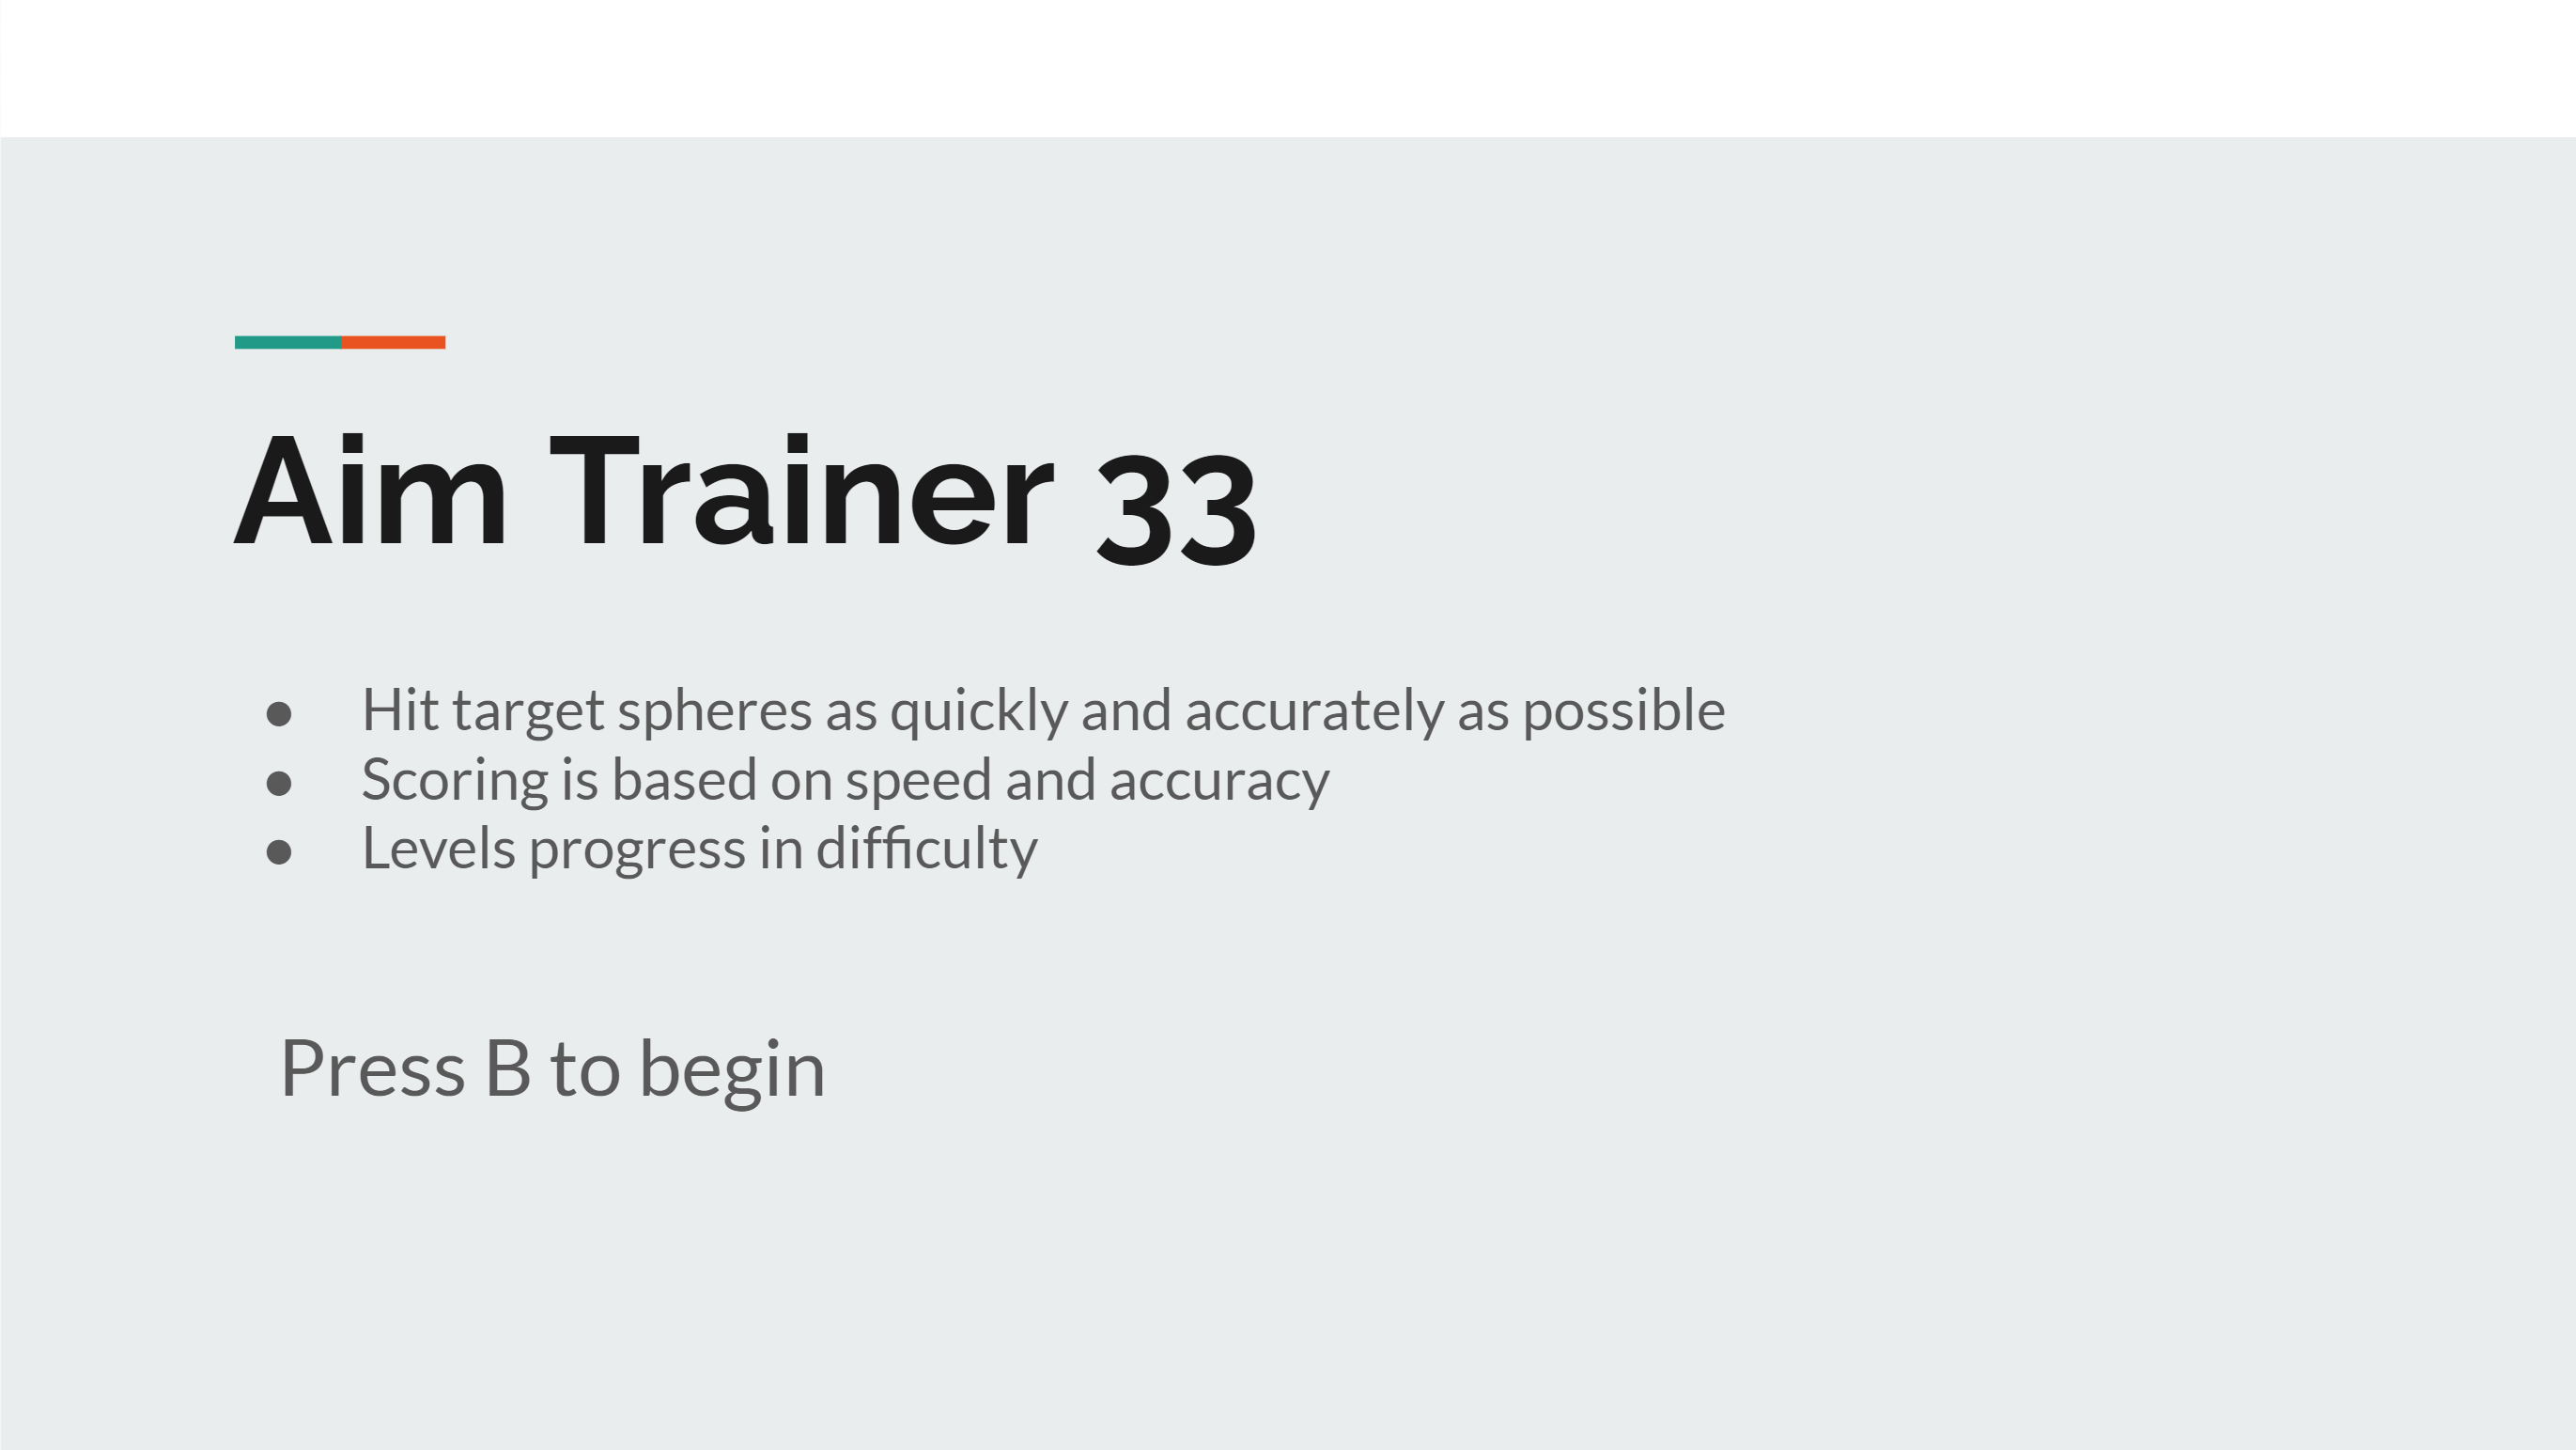 Aim Trainer 33
● Hit target spheres as quickly and accurately as possible
● Scoring is based on speed and accuracy
● Levels progress in difficulty
Press B to begin